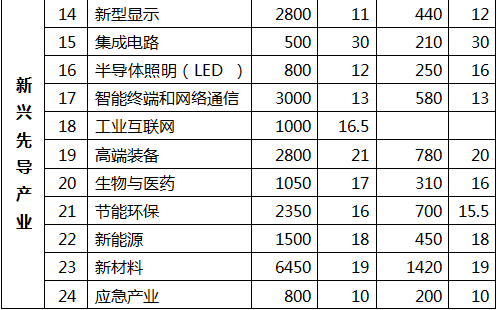 新兴先导产业
14 新型显示 2800 11 440 12
15 集成电路 500 30 210 30
16 半导体照明（LED ） 800 12 250 16
17 智能终端和网络通信 3000 13 580 13
18 工业互联网 1000 16.5
19 高端装备 2800 21 780 20
20 生物与医药 1050 17 310 16
21 节能环保 2350 16 700 15.5
22 新能源 1500 18 450 18
23 新材料 6450 19 1420 19
24 应急产业 800 10 200 10